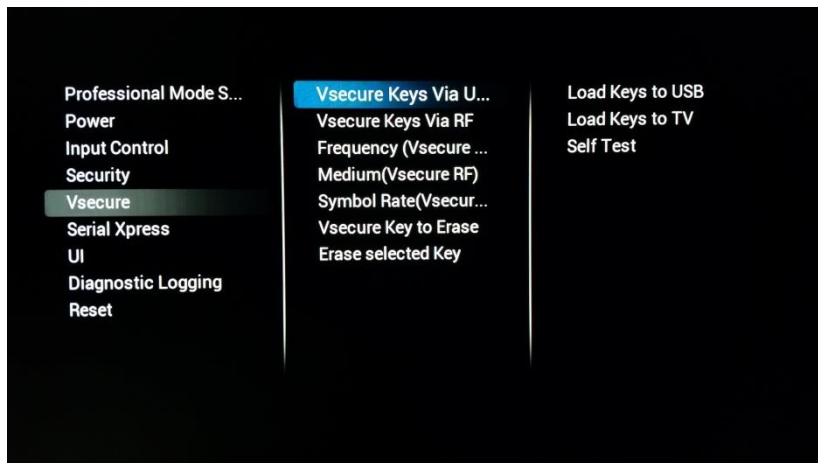 Professional Mode S...
Power
Input Control
Security
Vsecure
Serial Xpress
UI
Diagnostic Logging
Reset
Vsecure Keys Via U...
Vsecure Keys Via RF
Frequency (Vsecure ...
Medium(Vsecure RF)
Symbol Rate(Vsecur...
Vsecure Key to Erase
Erase selected Key
Load Keys to USB
Load Keys to TV
Self Test